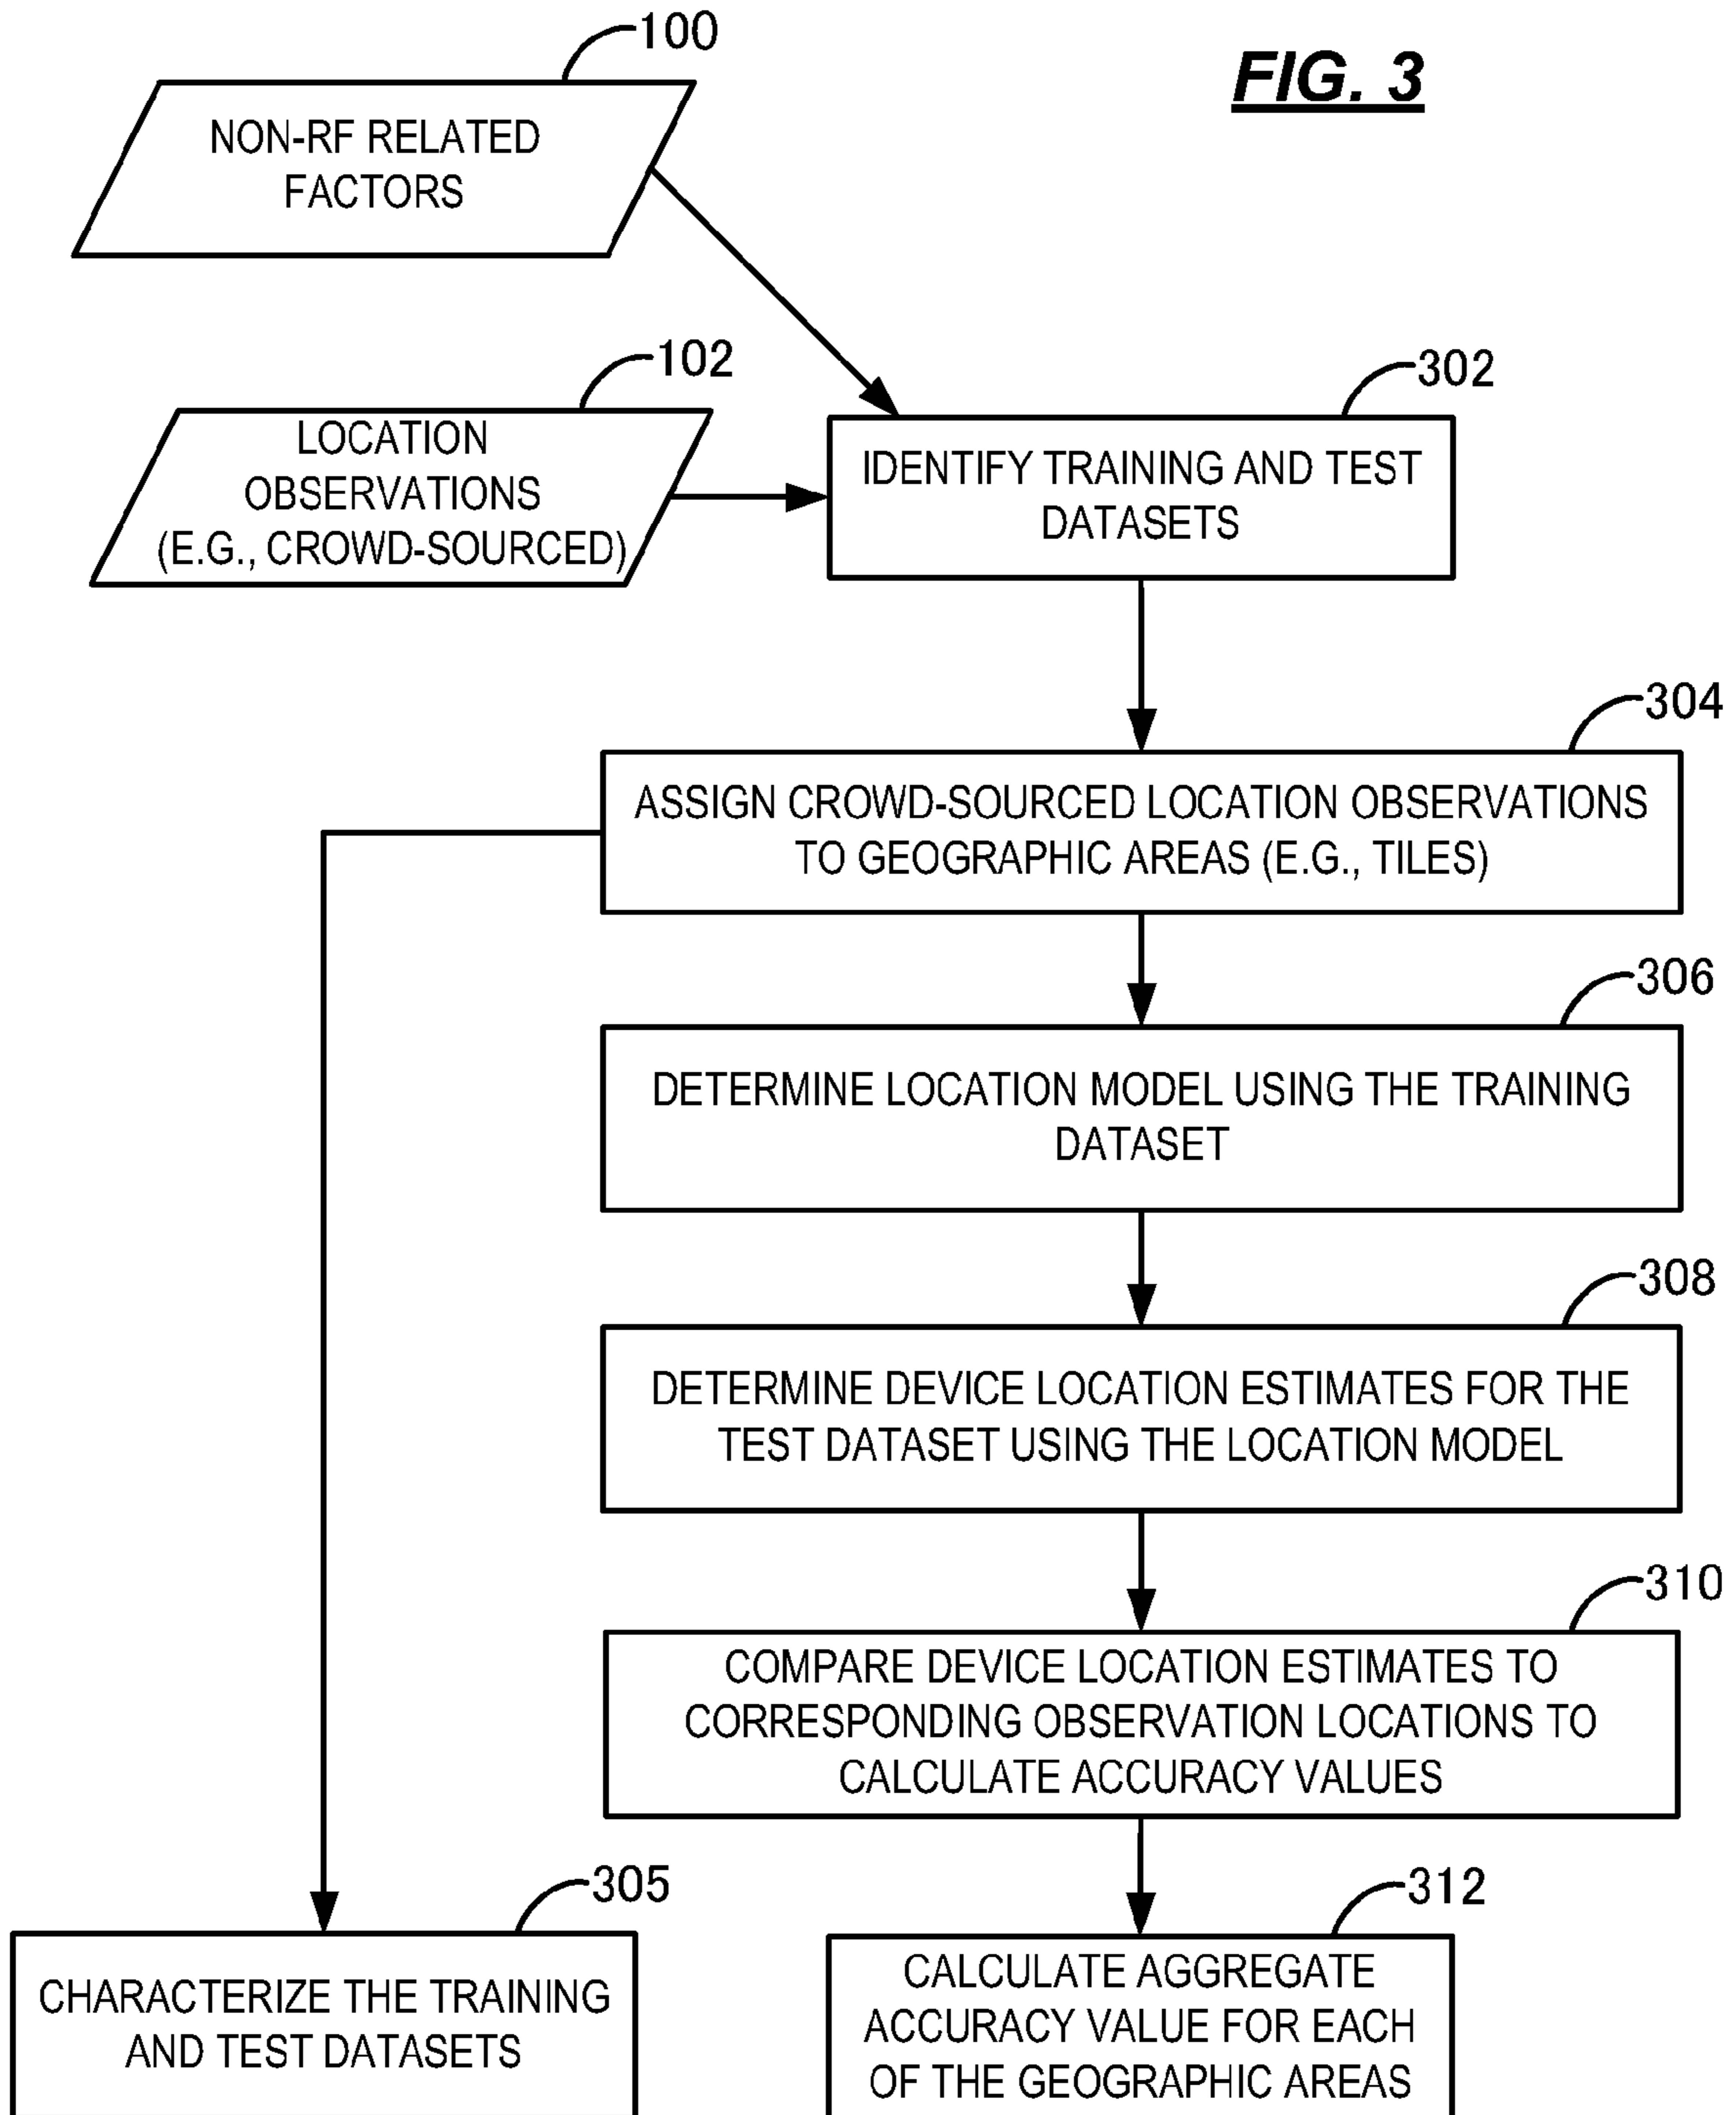 100
FIG. 3
NON-RF RELATED
FACTORS
102
LOCATION
OBSERVATIONS
(E.G., CROWD-SOURCED)
302
IDENTIFY TRAINING AND TEST
DATASETS
304
ASSIGN CROWD-SOURCED LOCATION OBSERVATIONS
TO GEOGRAPHIC AREAS (E.G., TILES)
306
DETERMINE LOCATION MODEL USING THE TRAINING
DATASET
308
DETERMINE DEVICE LOCATION ESTIMATES FOR THE
TEST DATASET USING THE LOCATION MODEL
310
COMPARE DEVICE LOCATION ESTIMATES TO
CORRESPONDING OBSERVATION LOCATIONS TO
CALCULATE ACCURACY VALUES
305
CHARACTERIZE THE TRAINING
AND TEST DATASETS
312
CALCULATE AGGREGATE
ACCURACY VALUE FOR EACH
OF THE GEOGRAPHIC AREAS